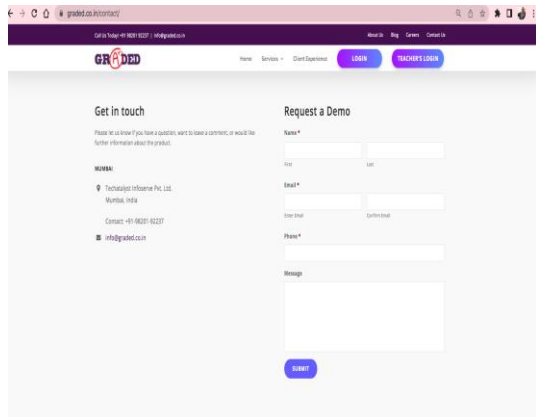 graded.co.in/contact/
Call Us Today! +91 98201 92237 | info@graded.co.in
About Us Blog Careers Contact Us
GRADED
Home Services Client Experience LOGIN TEACHER'S LOGIN
Get in touch
Please let us know if you have a question, want to leave a comment, or would like
further information about the product.
MUMBAI
Techatalyst Infoserve Pvt. Ltd.
Mumbai, India
Contact: +91-98201-92237
info@graded.co.in
Request a Demo
Name *
First Last
Email *
Enter Email Confirm Email
Phone *
Message
SUBMIT